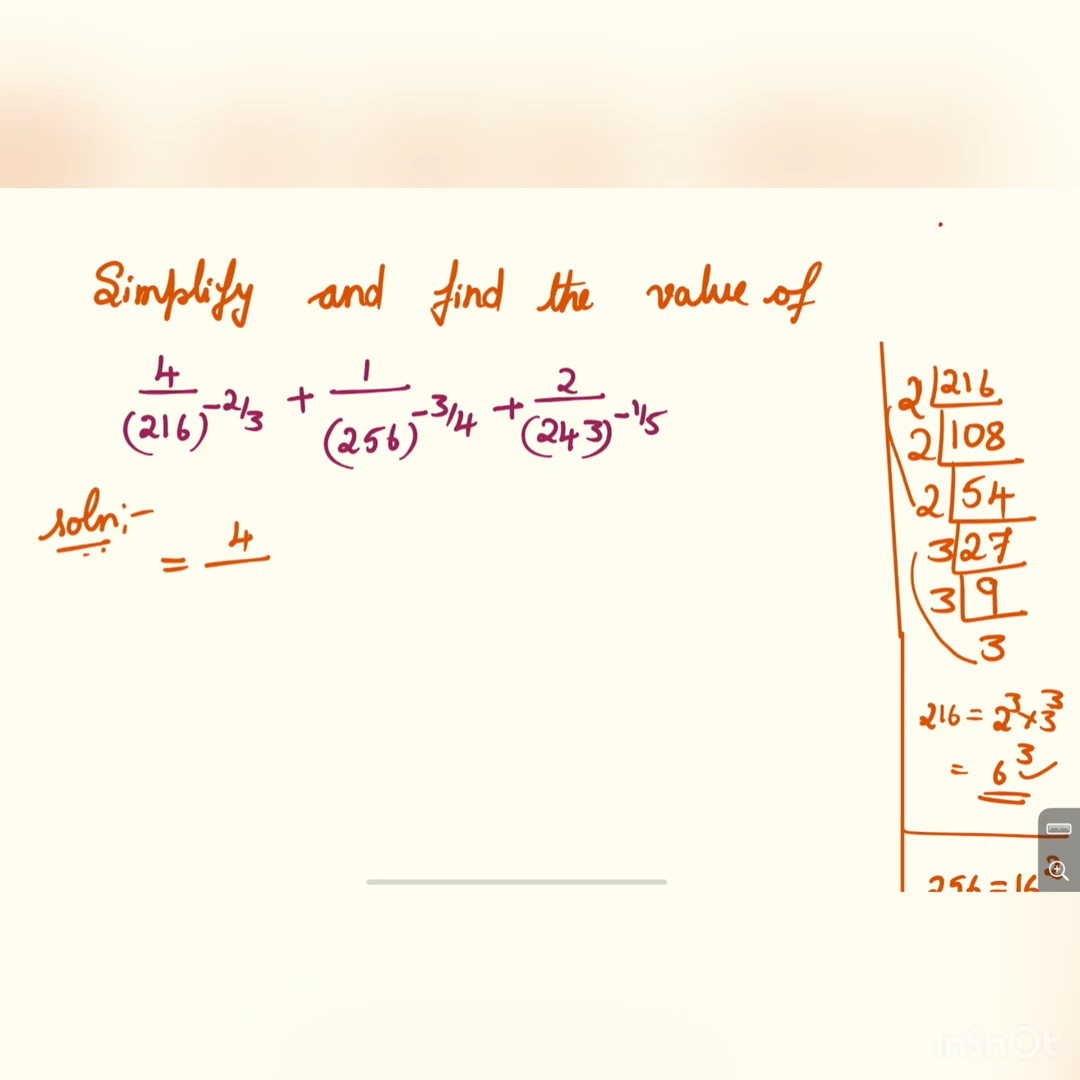 Simplify and find the value of
4/(216)^-2/3 + 1/(256)^-3/4 + 2/(243)^-1/5
soln:-
= 4
2 216
2 108
2 54
3 27
3 9
3
216 = 2^3 x 3^3
= 6^3
256 = 16
InShOt